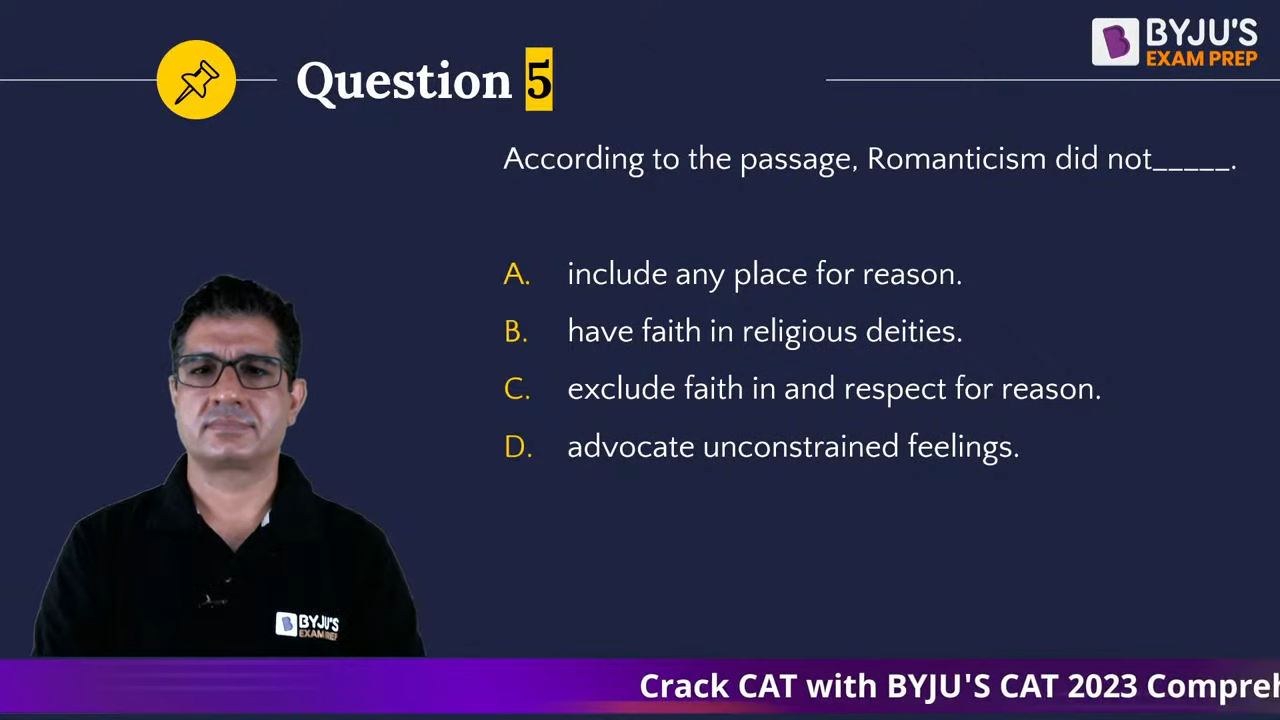 BYJU'S
EXAM PREP
Question 5
According to the passage, Romanticism did not_____.
A. include any place for reason.
B. have faith in religious deities.
C. exclude faith in and respect for reason.
D. advocate unconstrained feelings.
BYJU'S
EXAM PREP
Crack CAT with BYJU'S CAT 2023 Compreh